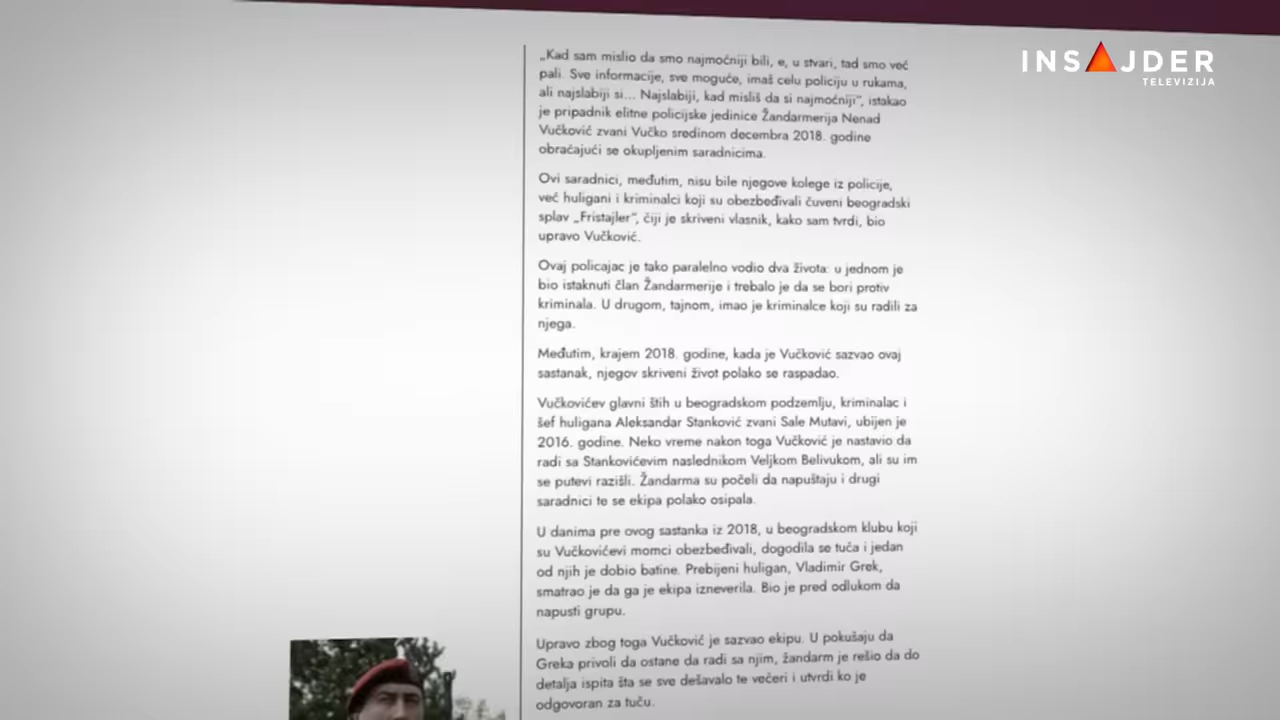 INSAJDER
TELEVIZIJA
„Kad sam mislio da smo najmoćniji bili, e, u stvari, tad smo već
pali. Sve informacije, sve moguće, imaš celu policiju u rukama,
ali najslabiji si... Najslabiji, kad misliš da si najmoćniji“, istakao
je pripadnik elitne policijske jedinice Žandarmerija Nenad
Vučković zvani Vučko sredinom decembra 2018. godine
obraćajući se okupljenim saradnicima.
Ovi saradnici, međutim, nisu bile njegove kolege iz policije,
već huligani i kriminalci koji su obezbeđivali čuveni beogradski
splav „Fristajler“, čiji je skriveni vlasnik, kako sam tvrdi, bio
upravo Vučković.
Ovaj policajac je tako paralelno vodio dva života: u jednom je
bio istaknuti član Žandarmerije i trebalo je da se bori protiv
kriminala. U drugom, tajnom, imao je kriminalce koji su radili za
njega.
Međutim, krajem 2018. godine, kada je Vučković sazvao ovaj
sastanak, njegov skriveni život polako se raspadao.
Vučkovićev glavni štih u beogradskom podzemlju, kriminalac i
šef huligana Aleksandar Stanković zvani Sale Mutavi, ubijen je
2016. godine. Neko vreme nakon toga Vučković je nastavio da
radi sa Stankovićevim naslednikom Veljkom Belivukom, ali su im
se putevi razišli. Žandarma su počeli da napuštaju i drugi
saradnici te se ekipa polako osipala.
U danima pre ovog sastanka iz 2018, u beogradskom klubu koji
su Vučkovićevi momci obezbeđivali, dogodila se tuča i jedan
od njih je dobio batine. Prebijeni huligan, Vladimir Grek,
smatrao je da ga je ekipa izneverila. Bio je pred odlukom da
napusti grupu.
Upravo zbog toga Vučković je sazvao ekipu. U pokušaju da
Greka privoli da ostane da radi sa njim, žandarm je rešio da do
detalja ispita šta se sve dešavalo te večeri i utvrdi ko je
odgovoran za tuču.